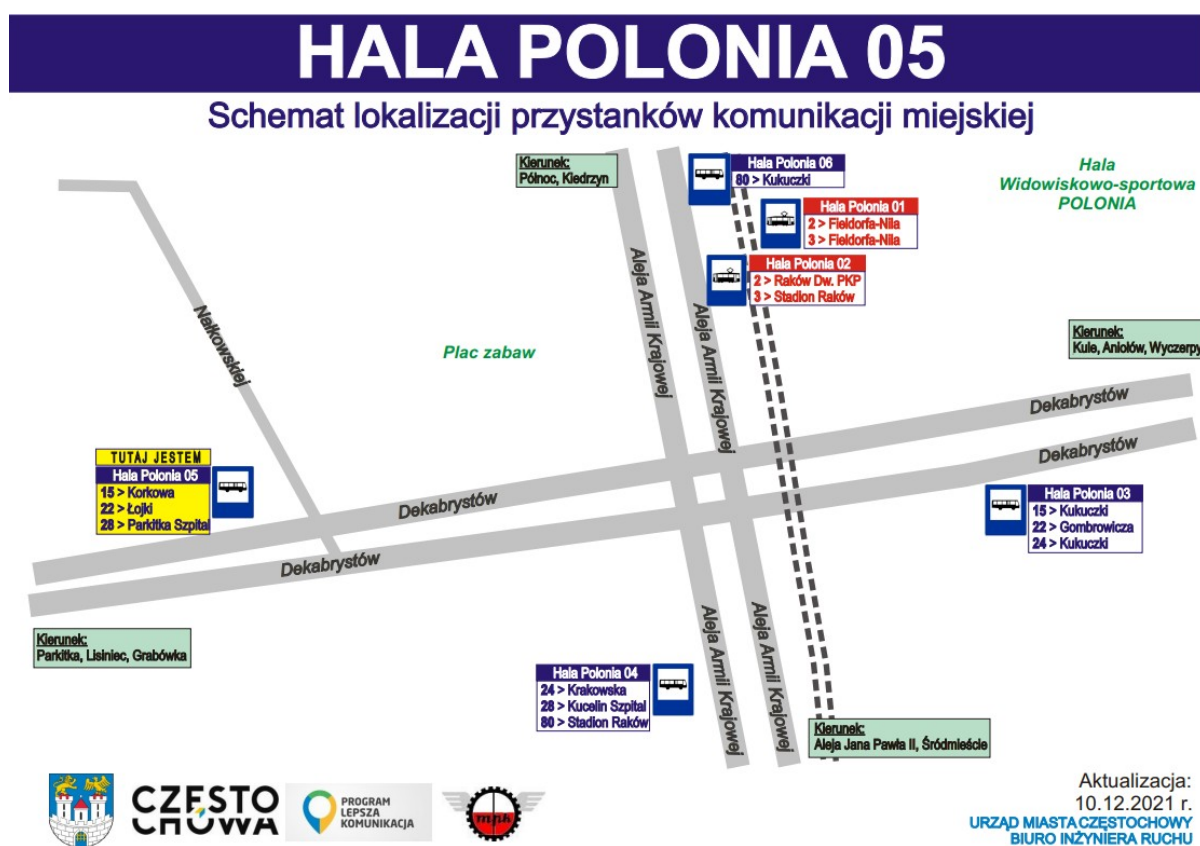 HALA POLONIA 05
Schemat lokalizacji przystanków komunikacji miejskiej
Kierunek:
Północ, Kiedrzyn
Hala Polonia 06
80 > Kukuczki
Hala
Widowiskowo-sportowa
POLONIA
Hala Polonia 01
2 > Fieldorfa-Nila
3 > Fieldorfa-Nila
Hala Polonia 02
2 > Raków Dw. PKP
3 > Stadion Raków
Aleja Armii Krajowej
Aleja Armii Krajowej
Nałkowskiej
Plac zabaw
Kierunek:
Kule, Aniołów, Wyczerpy
Dekabrystów
Dekabrystów
TUTAJ JESTEM
Hala Polonia 05
15 > Korkowa
22 > Łojki
28 > Parkitka Szpital
Dekabrystów
Dekabrystów
Hala Polonia 03
15 > Kukuczki
22 > Gombrowicza
24 > Kukuczki
Kierunek:
Parkitka, Lisiniec, Grabówka
Aleja Armii Krajowej
Aleja Armii Krajowej
Hala Polonia 04
24 > Krakowska
28 > Kucelin Szpital
80 > Stadion Raków
Kierunek:
Aleja Jana Pawła II, Śródmieście
CZĘSTO
CHOWA
PROGRAM
LEPSZA
KOMUNIKACJA
mpk
Aktualizacja:
10.12.2021 r.
URZĄD MIASTA CZĘSTOCHOWY
BIURO INŻYNIERA RUCHU